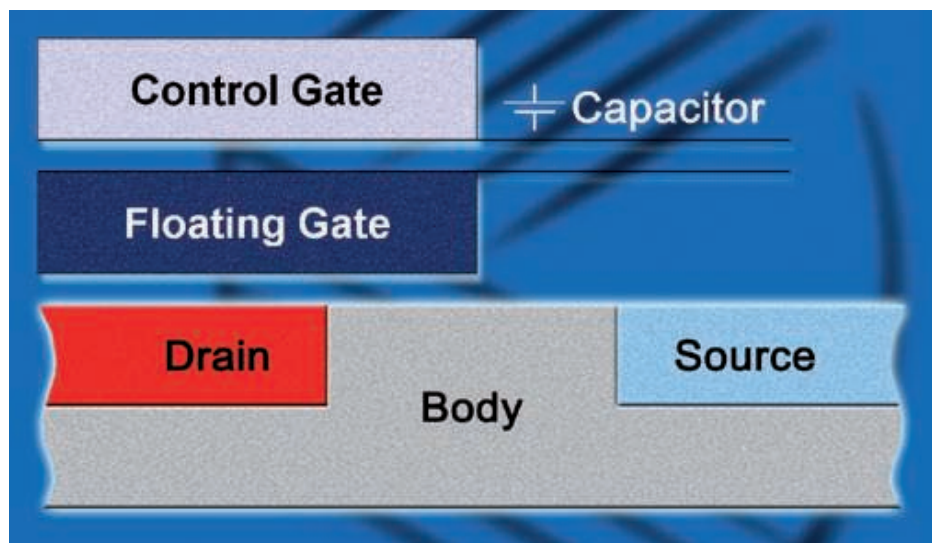 Control Gate
Capacitor
Floating Gate
Drain
Source
Body